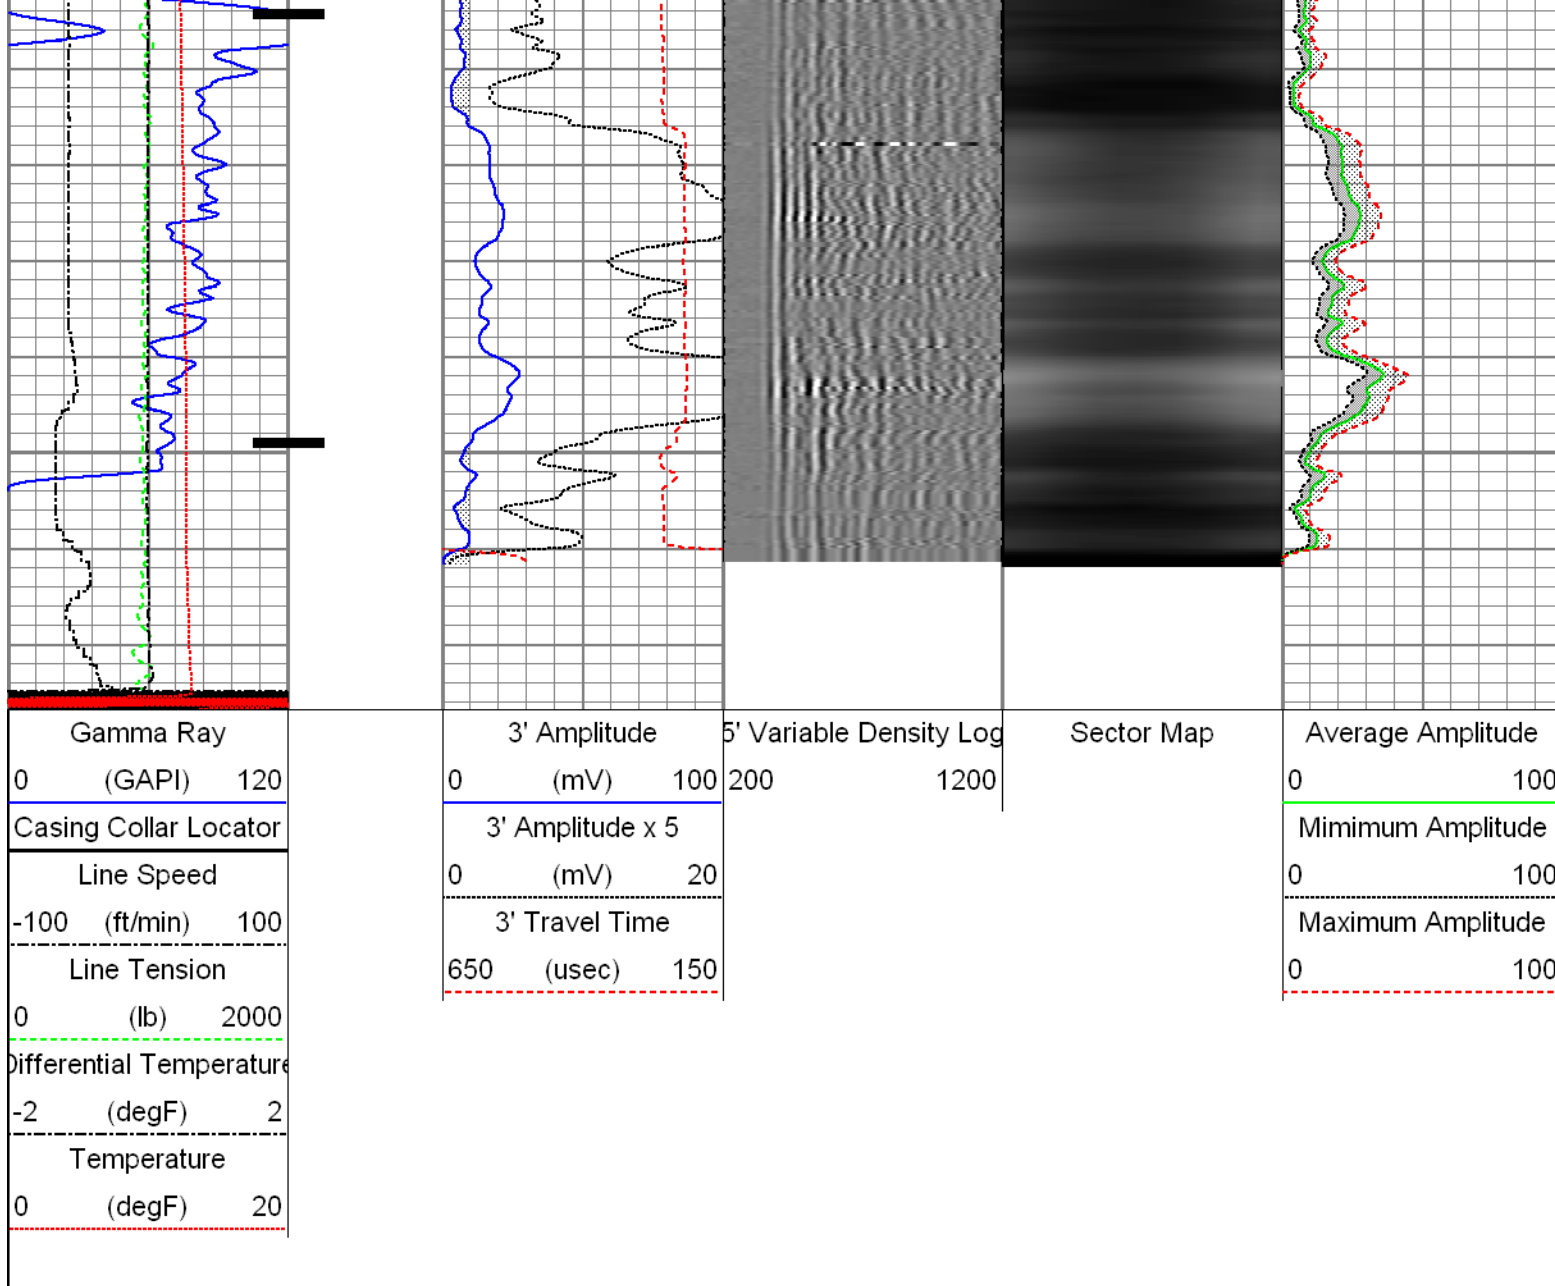 Gamma Ray
0 (GAPI) 120
Casing Collar Locator
Line Speed
-100 (ft/min) 100
Line Tension
0 (lb) 2000
Differential Temperature
-2 (degF) 2
Temperature
0 (degF) 20
3' Amplitude
0 (mV) 100
3' Amplitude x 5
0 (mV) 20
3' Travel Time
650 (usec) 150
5' Variable Density Log
200 1200
Sector Map
Average Amplitude
0 100
Mimimum Amplitude
0 100
Maximum Amplitude
0 100